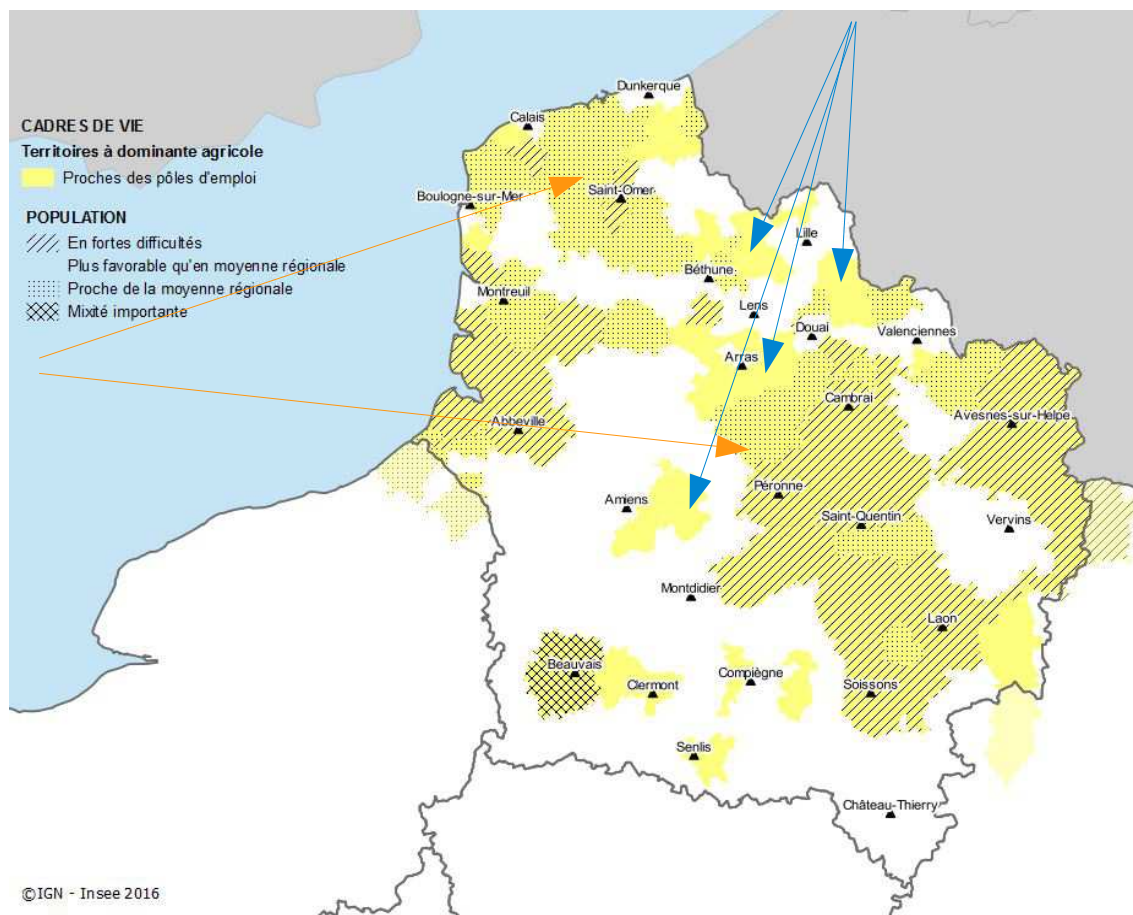 Dunkerque
Calais
CADRES DE VIE
Territoires à dominante agricole
Proches des pôles d'emploi
Boulogne-sur-Mer
Saint-Omer
POPULATION
En fortes difficultés
Plus favorable qu'en moyenne régionale
Proche de la moyenne régionale
Mixité importante
Lille
Béthune
Montreuil
Lens
Douai
Valenciennes
Arras
Cambrai
Avesnes-sur-Helpe
Abbeville
Péronne
Amiens
Saint-Quentin
Vervins
Montdidier
Laon
Beauvais
Clermont
Compiègne
Soissons
Senlis
Château-Thierry
©IGN - Insee 2016